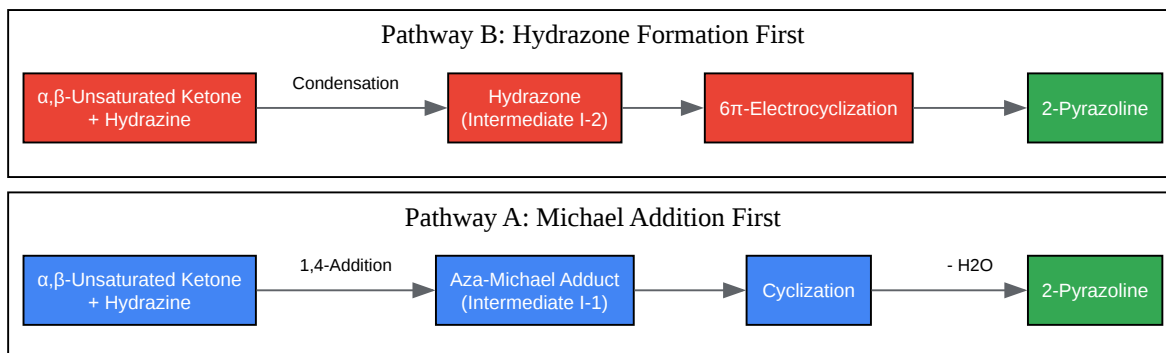 Pathway B: Hydrazone Formation First
α,β-Unsaturated Ketone
+ Hydrazine
Condensation
Hydrazone
(Intermediate I-2)
6π-Electrocyclization
2-Pyrazoline
Pathway A: Michael Addition First
α,β-Unsaturated Ketone
+ Hydrazine
1,4-Addition
Aza-Michael Adduct
(Intermediate I-1)
Cyclization
- H2O
2-Pyrazoline